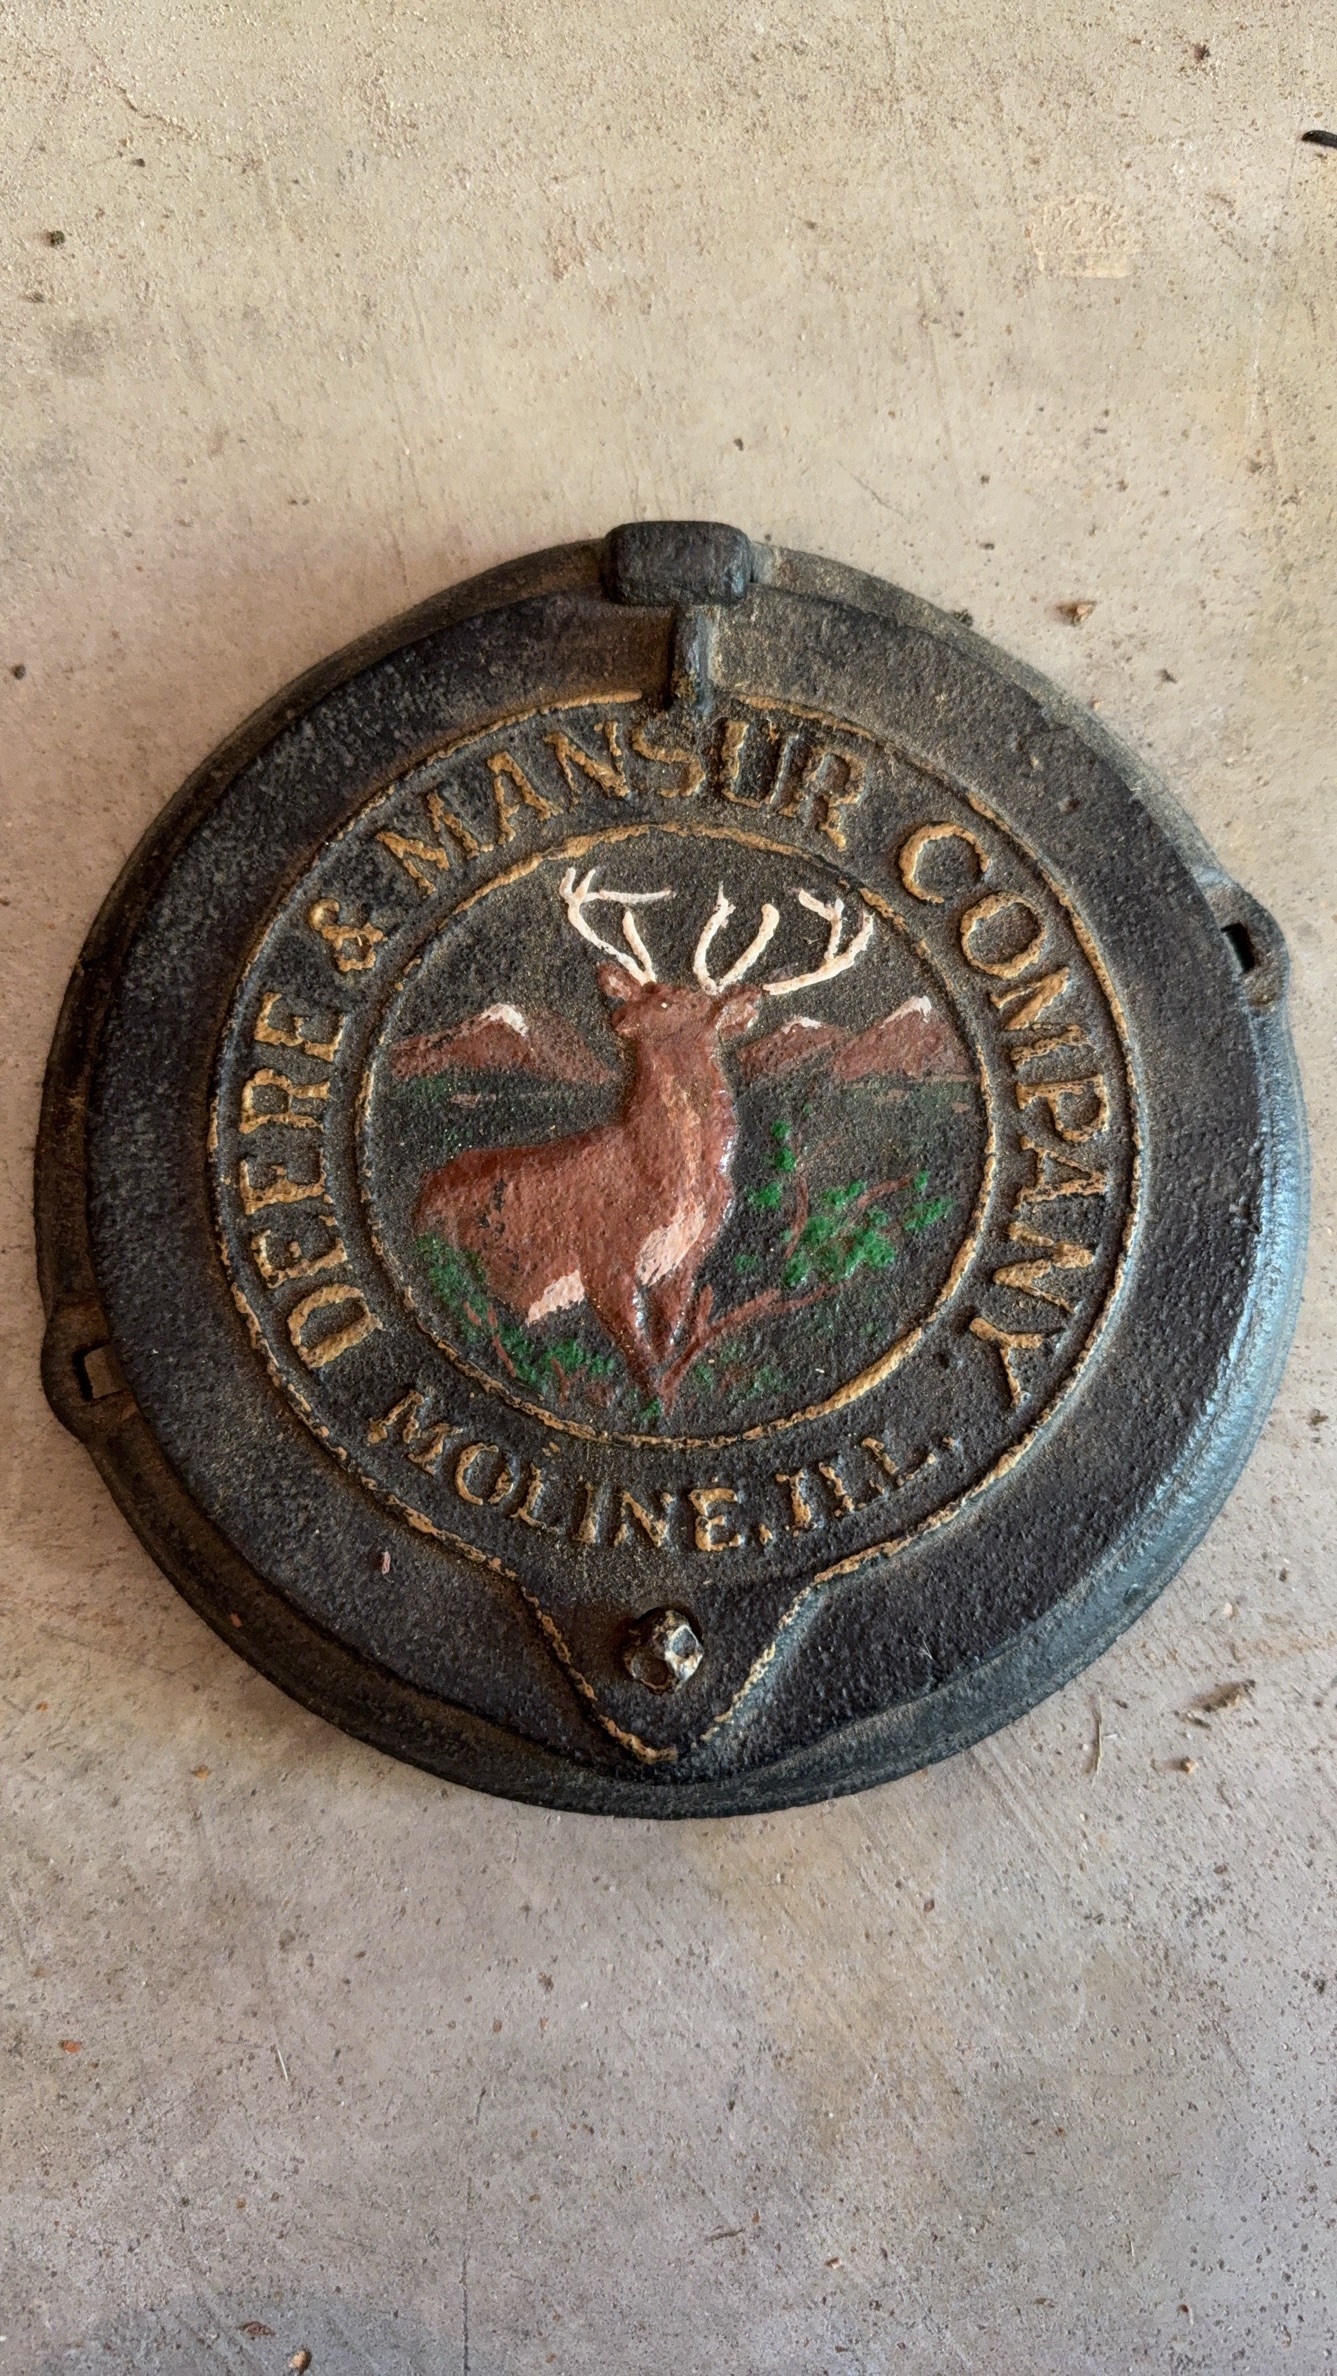 DEERE & MANSUR COMPANY
MOLINE, ILL.